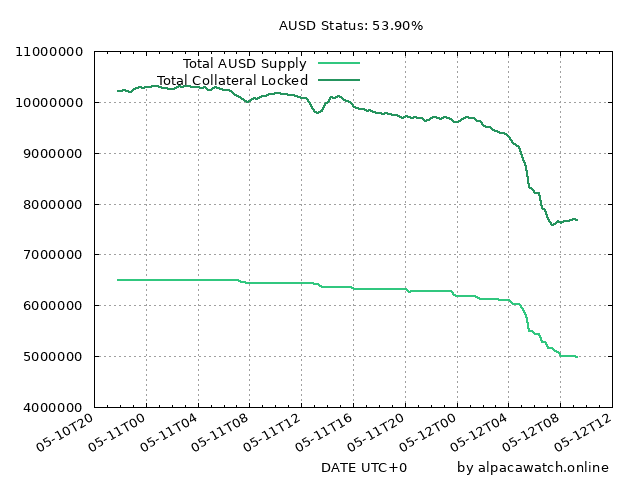 AUSD Status: 53.90%
11000000
Total AUSD Supply
Total Collateral Locked
10000000
9000000
8000000
7000000
6000000
5000000
4000000
05-10T20 05-11T00 05-11T04 05-11T08 05-11T12 05-11T16 05-11T20 05-12T00 05-12T04 05-12T08 05-12T12
DATE UTC+0 by alpacawatch.online